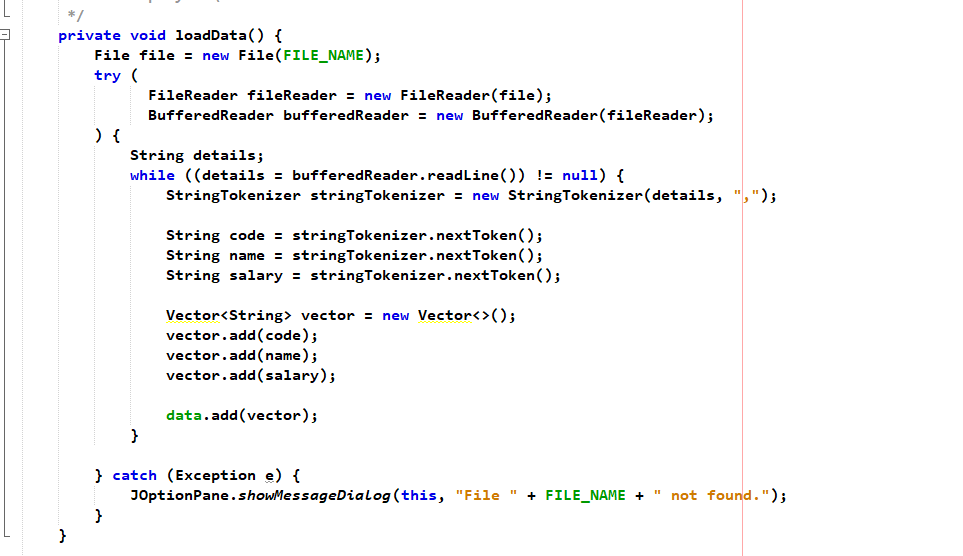 */
private void loadData() {
File file = new File(FILE_NAME);
try (
FileReader fileReader = new FileReader(file);
BufferedReader bufferedReader = new BufferedReader(fileReader);
) {
String details;
while ((details = bufferedReader.readLine()) != null) {
StringTokenizer stringTokenizer = new StringTokenizer(details, ",");
String code = stringTokenizer.nextToken();
String name = stringTokenizer.nextToken();
String salary = stringTokenizer.nextToken();
Vector<String> vector = new Vector<>();
vector.add(code);
vector.add(name);
vector.add(salary);
data.add(vector);
}
} catch (Exception e) {
JOptionPane.showMessageDialog(this, "File " + FILE_NAME + " not found.");
}
}